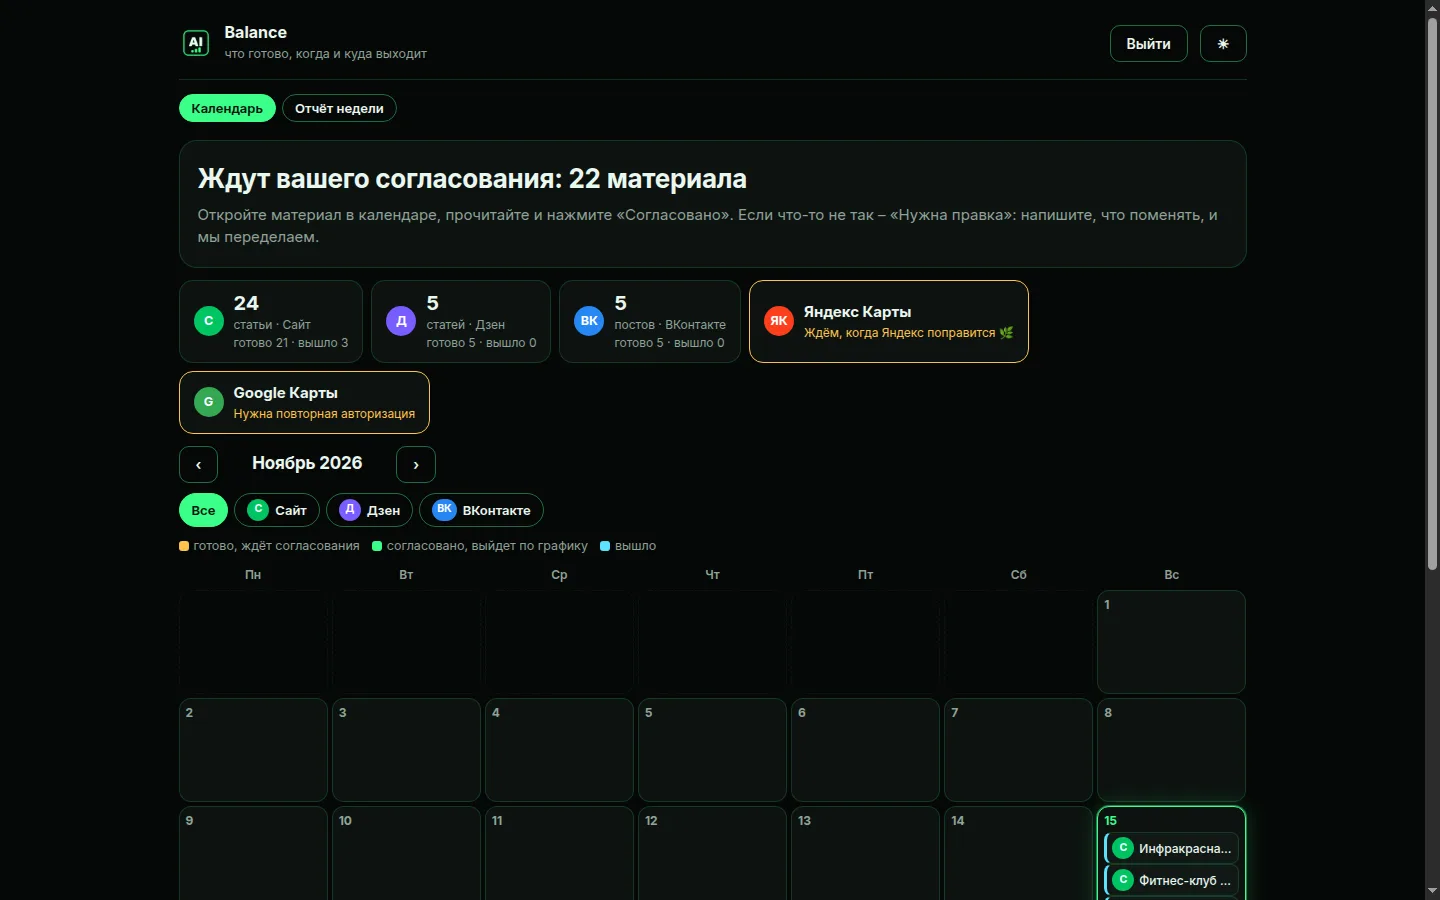 AI
Balance
что готово, когда и куда выходит
Выйти
☀
Календарь
Отчёт недели
Ждут вашего согласования: 22 материала
Откройте материал в календаре, прочитайте и нажмите «Согласовано». Если что-то не так – «Нужна правка»: напишите, что поменять, и
мы переделаем.
С
24
статьи · Сайт
готово 21 · вышло 3
Д
5
статей · Дзен
готово 5 · вышло 0
ВК
5
постов · ВКонтакте
готово 5 · вышло 0
ЯК
Яндекс Карты
Ждём, когда Яндекс поправится 🌿
G
Google Карты
Нужна повторная авторизация
‹
Ноябрь 2026
›
Все
С Сайт
Д Дзен
ВК ВКонтакте
готово, ждёт согласования
согласовано, выйдет по графику
вышло
Пн
Вт
Ср
Чт
Пт
Сб
Вс
1
2
3
4
5
6
7
8
9
10
11
12
13
14
15
С Инфракрасна...
С Фитнес-клуб ...